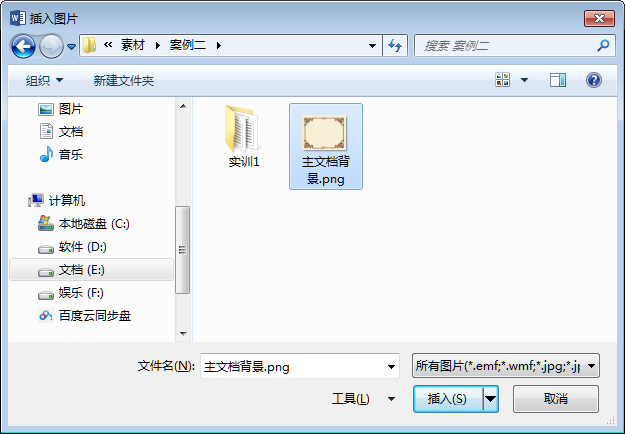 插入图片
« 素材 案例二
搜索 案例二
组织 新建文件夹
图片
文档
音乐
计算机
本地磁盘 (C:)
软件 (D:)
文档 (E:)
娱乐 (F:)
百度云同步盘
实训1
主文档背
景.png
文件名(N): 主文档背景.png
所有图片(*.emf;*.wmf;*.jpg;*.jp
工具(L) 插入(S) 取消